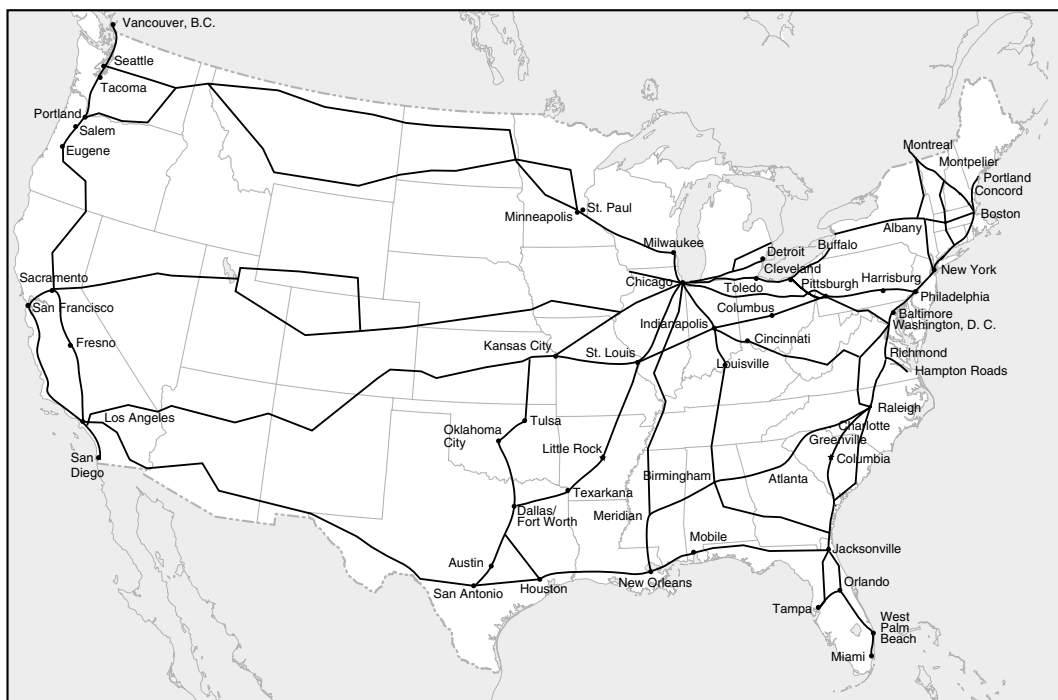 Vancouver, B.C.
Seattle
Tacoma
Portland
Salem
Eugene
Montreal
Montpelier
Portland
Concord
Boston
Albany
St. Paul
Minneapolis
Milwaukee
Detroit
Buffalo
Cleveland
Harrisburg
New York
Sacramento
Chicago
Toledo
Pittsburgh
Philadelphia
San Francisco
Columbus
Baltimore
Washington, D. C.
Indianapolis
Fresno
Kansas City
St. Louis
Cincinnati
Richmond
Louisville
Hampton Roads
Los Angeles
Tulsa
Raleigh
Oklahoma
City
Charlotte
Greenville
Little Rock
Columbia
San
Diego
Birmingham
Atlanta
Texarkana
Dallas/
Fort Worth
Meridian
Mobile
Jacksonville
Austin
New Orleans
Orlando
San Antonio
Houston
Tampa
West
Palm
Beach
Miami